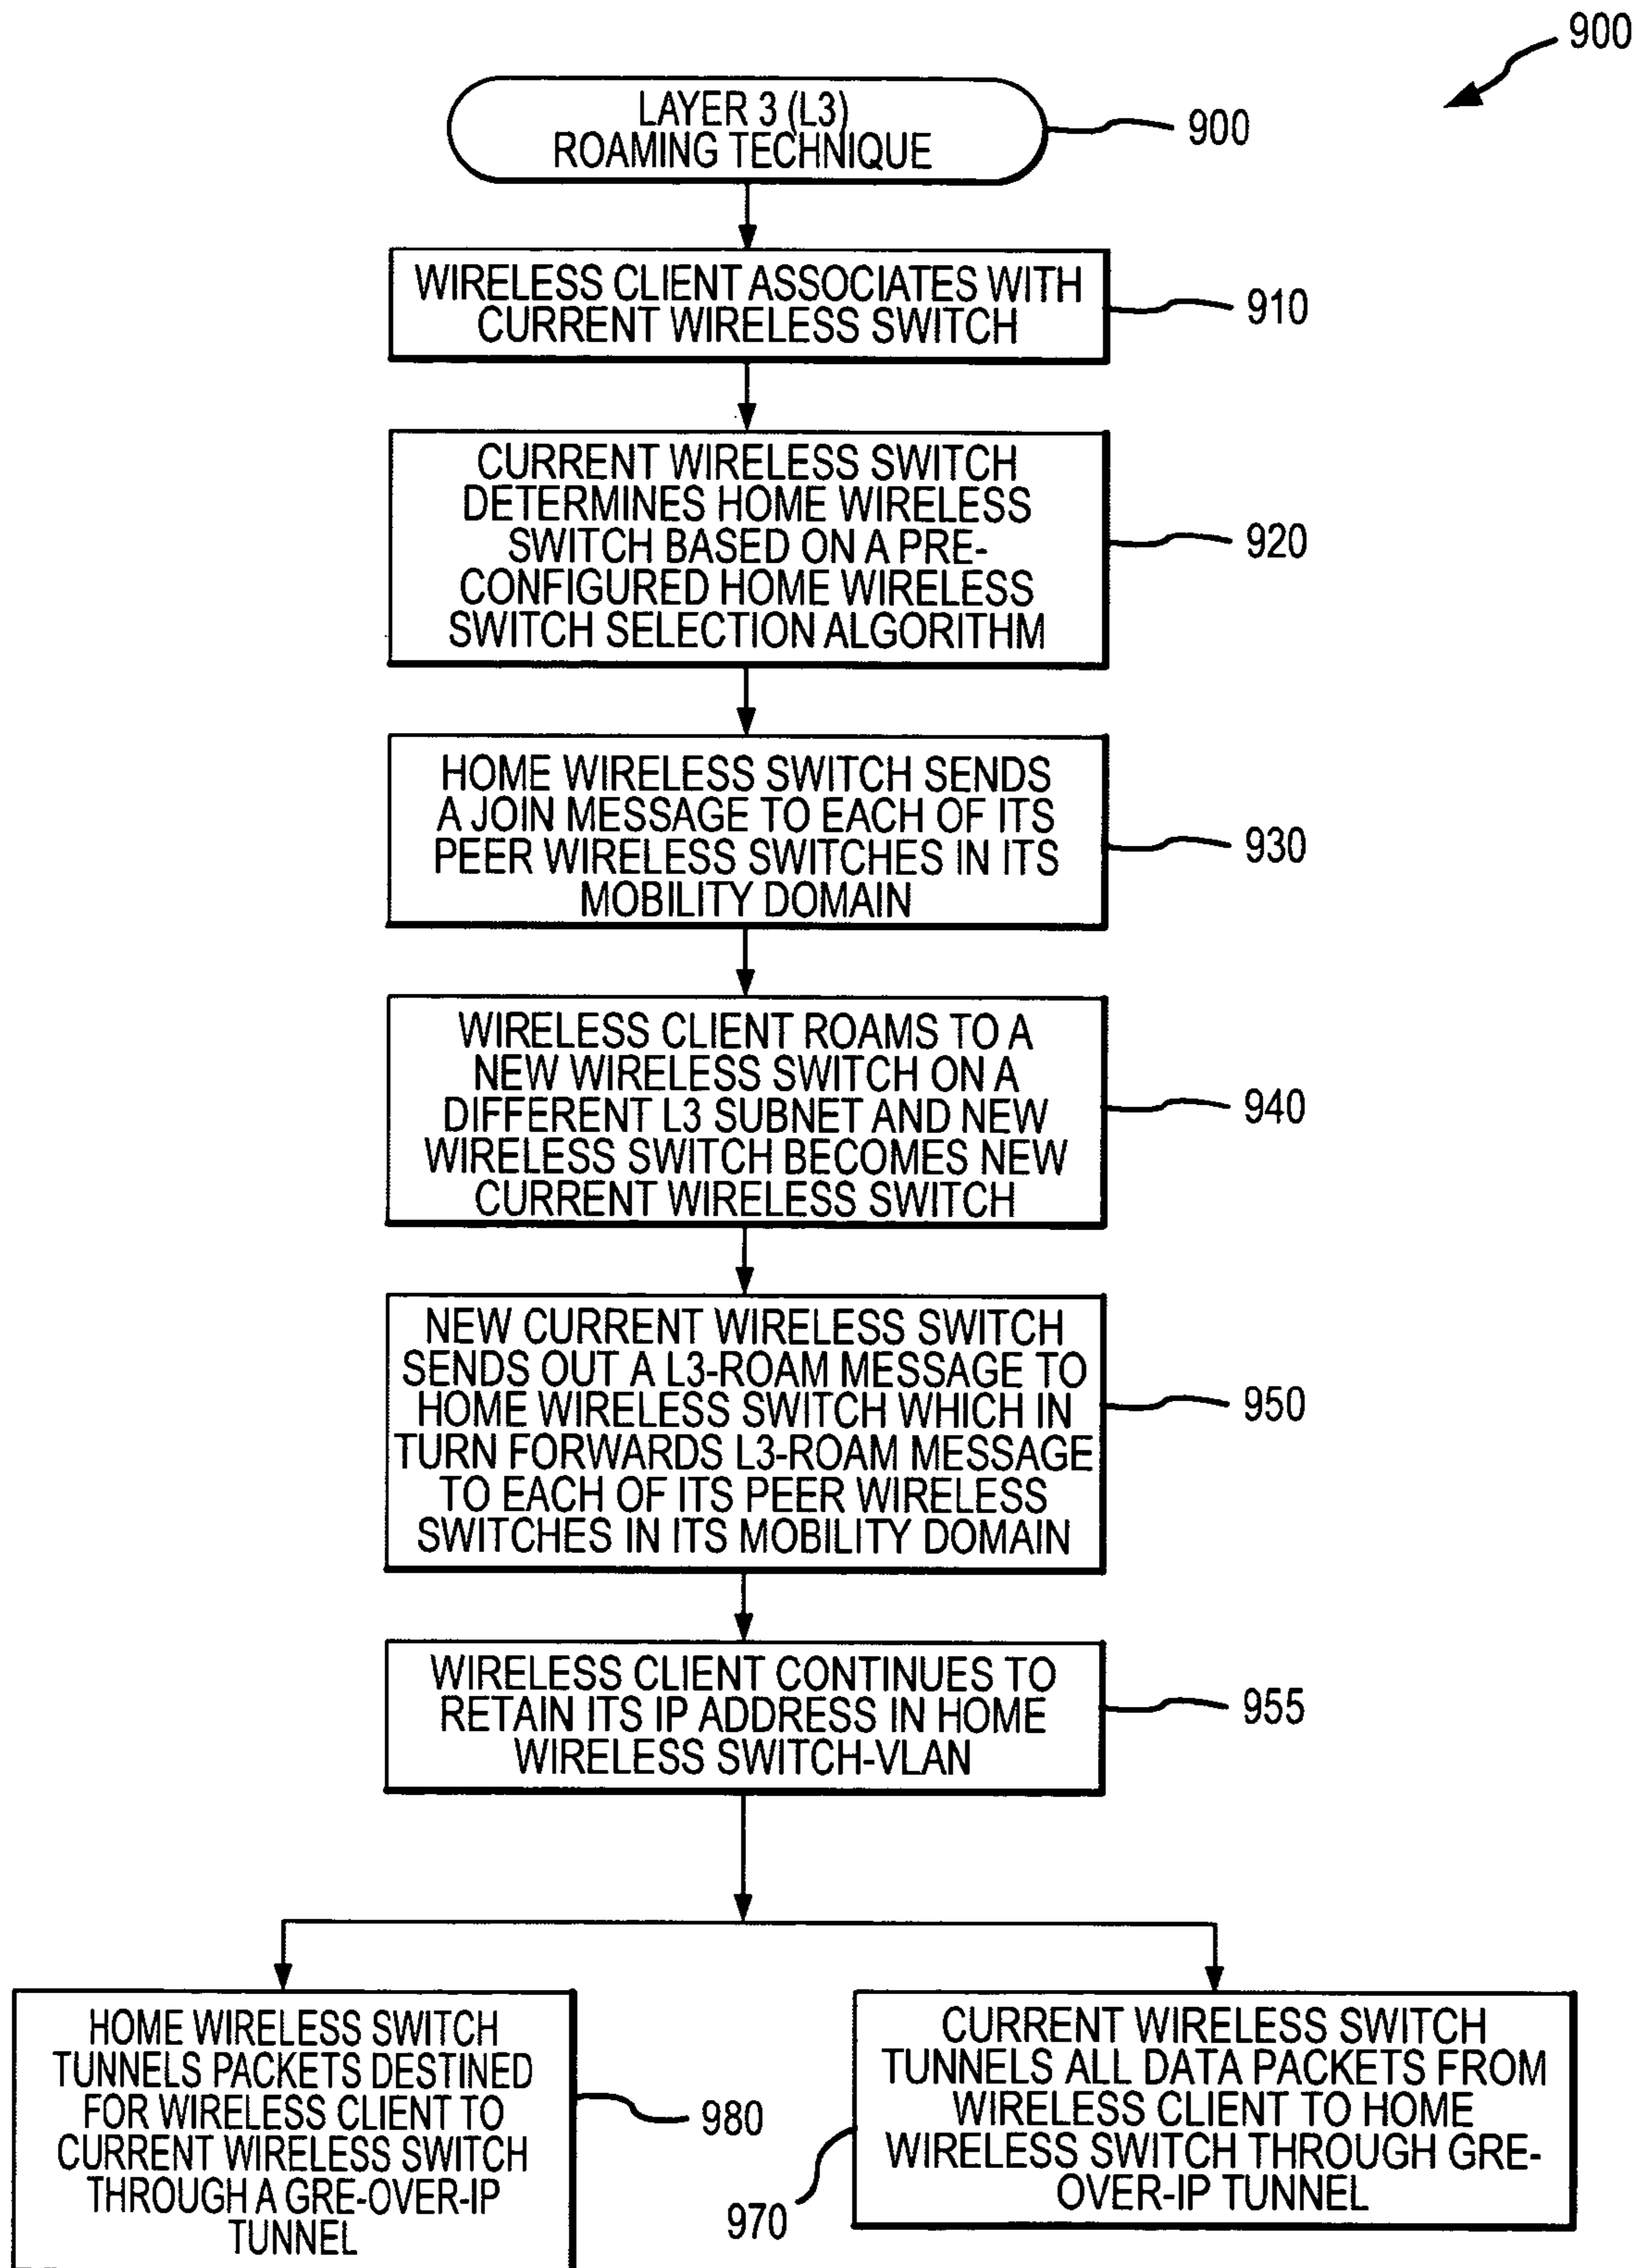 900
LAYER 3 (L3)
ROAMING TECHNIQUE
900
WIRELESS CLIENT ASSOCIATES WITH
CURRENT WIRELESS SWITCH
910
CURRENT WIRELESS SWITCH
DETERMINES HOME WIRELESS
SWITCH BASED ON A PRE-
CONFIGURED HOME WIRELESS
SWITCH SELECTION ALGORITHM
920
HOME WIRELESS SWITCH SENDS
A JOIN MESSAGE TO EACH OF ITS
PEER WIRELESS SWITCHES IN ITS
MOBILITY DOMAIN
930
WIRELESS CLIENT ROAMS TO A
NEW WIRELESS SWITCH ON A
DIFFERENT L3 SUBNET AND NEW
WIRELESS SWITCH BECOMES NEW
CURRENT WIRELESS SWITCH
940
NEW CURRENT WIRELESS SWITCH
SENDS OUT A L3-ROAM MESSAGE TO
HOME WIRELESS SWITCH WHICH IN
TURN FORWARDS L3-ROAM MESSAGE
TO EACH OF ITS PEER WIRELESS
SWITCHES IN ITS MOBILITY DOMAIN
950
WIRELESS CLIENT CONTINUES TO
RETAIN ITS IP ADDRESS IN HOME
WIRELESS SWITCH-VLAN
955
HOME WIRELESS SWITCH
TUNNELS PACKETS DESTINED
FOR WIRELESS CLIENT TO
CURRENT WIRELESS SWITCH
THROUGH A GRE-OVER-IP
TUNNEL
980
CURRENT WIRELESS SWITCH
TUNNELS ALL DATA PACKETS FROM
WIRELESS CLIENT TO HOME
WIRELESS SWITCH THROUGH GRE-
OVER-IP TUNNEL
970